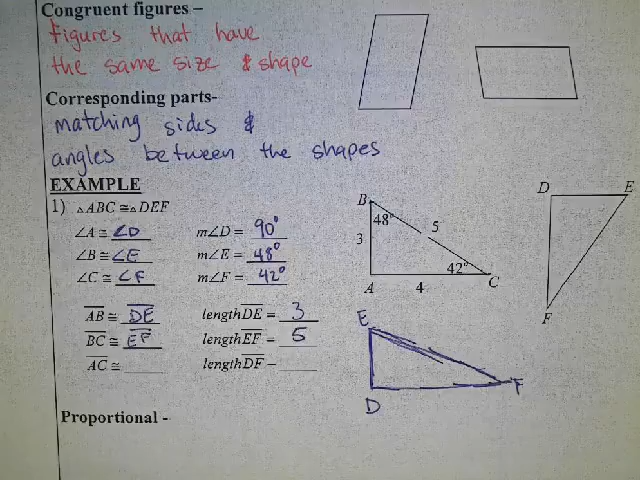 Congruent figures –
Figures that have
the same size & shape
Corresponding parts-
matching sides &
angles between the shapes
EXAMPLE
1) △ABC ≅ △DEF
∠A ≅ ∠D m∠D = 90°
∠B ≅ ∠E m∠E = 48°
∠C ≅ ∠F m∠F = 42°
AB ≅ DE length DE = 3
BC ≅ EF length EF = 5
AC ≅ ___ length DF = ___
B
48°
5
3
42°
A
4
C
D
E
F
E
D
F
Proportional -